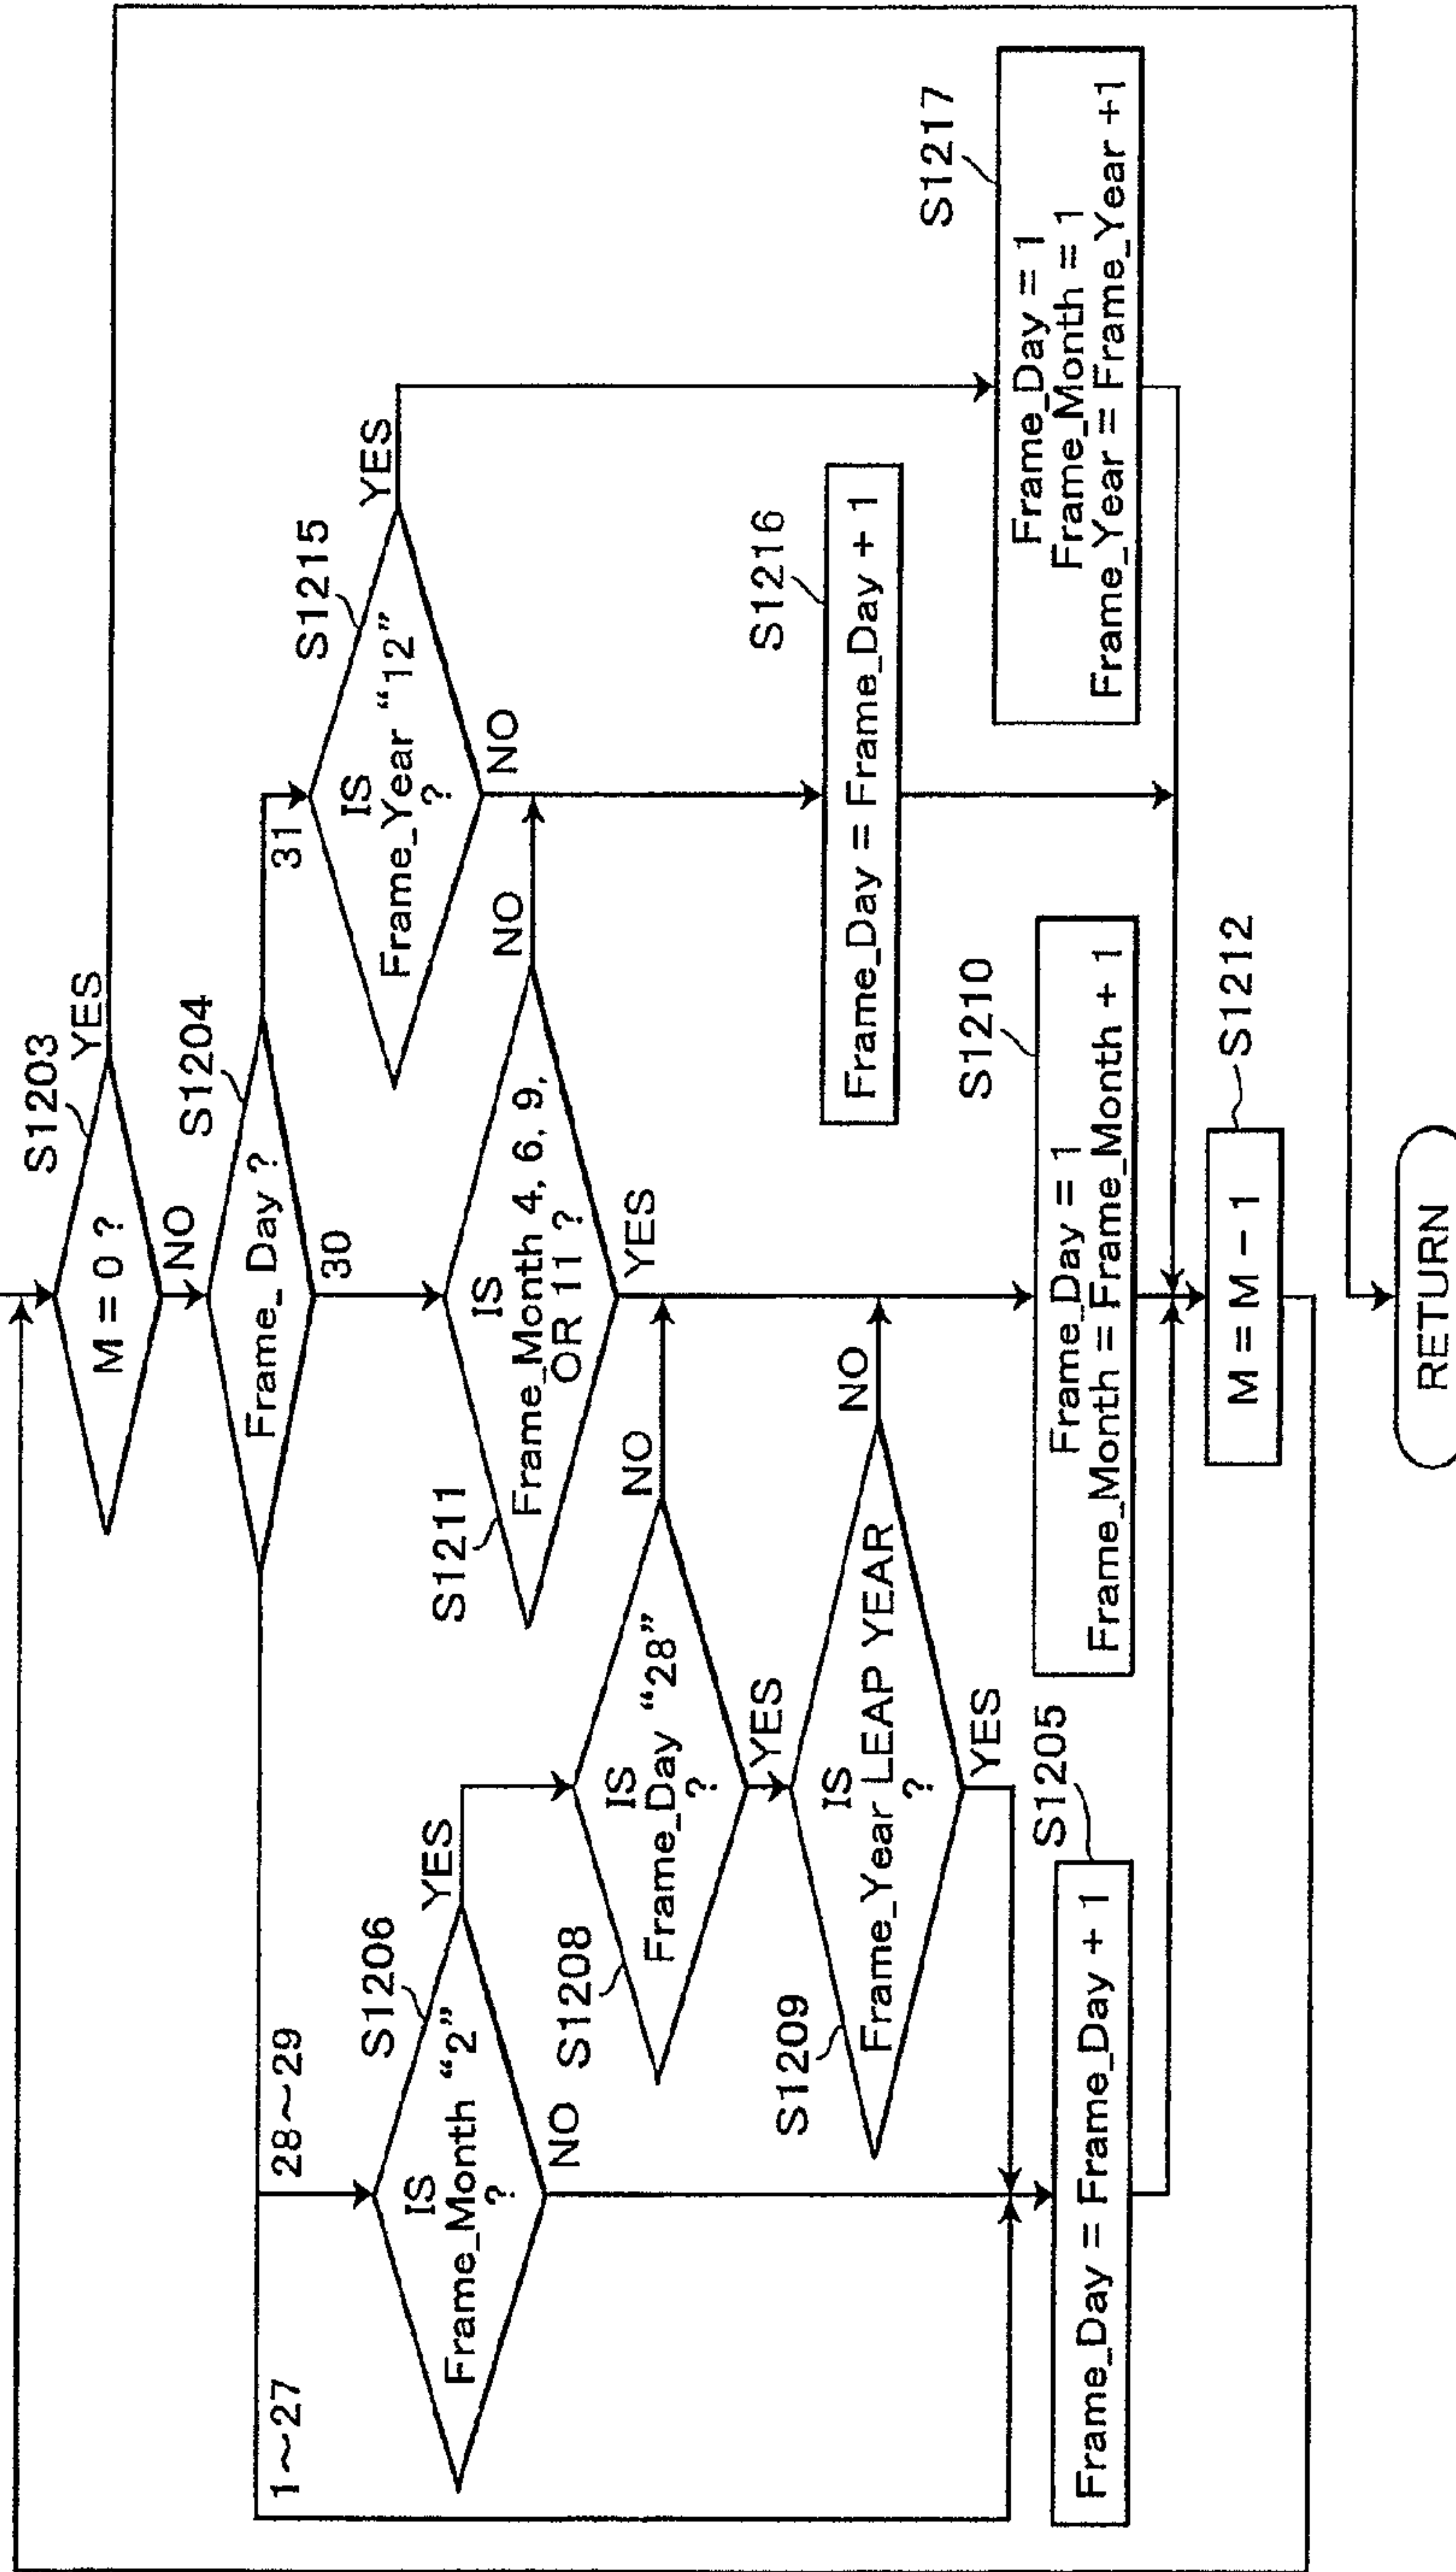 S1203
M = 0 ?
YES
NO
S1204
Frame_Day ?
1~27
28~29
30
31
S1206
IS
Frame_Month “2”
?
YES
NO
S1211
IS
Frame_Month 4, 6, 9,
OR 11 ?
NO
YES
S1215
IS
Frame_Year “12”
?
YES
NO
S1208
IS
Frame_Day “28”
?
NO
YES
S1209
IS
Frame_Year LEAP YEAR
?
NO
YES
S1216
Frame_Day = Frame_Day + 1
S1205
Frame_Day = Frame_Day + 1
S1210
Frame_Day = 1
Frame_Month = Frame_Month + 1
S1217
Frame_Day = 1
Frame_Month = 1
Frame_Year = Frame_Year +1
S1212
M = M − 1
RETURN